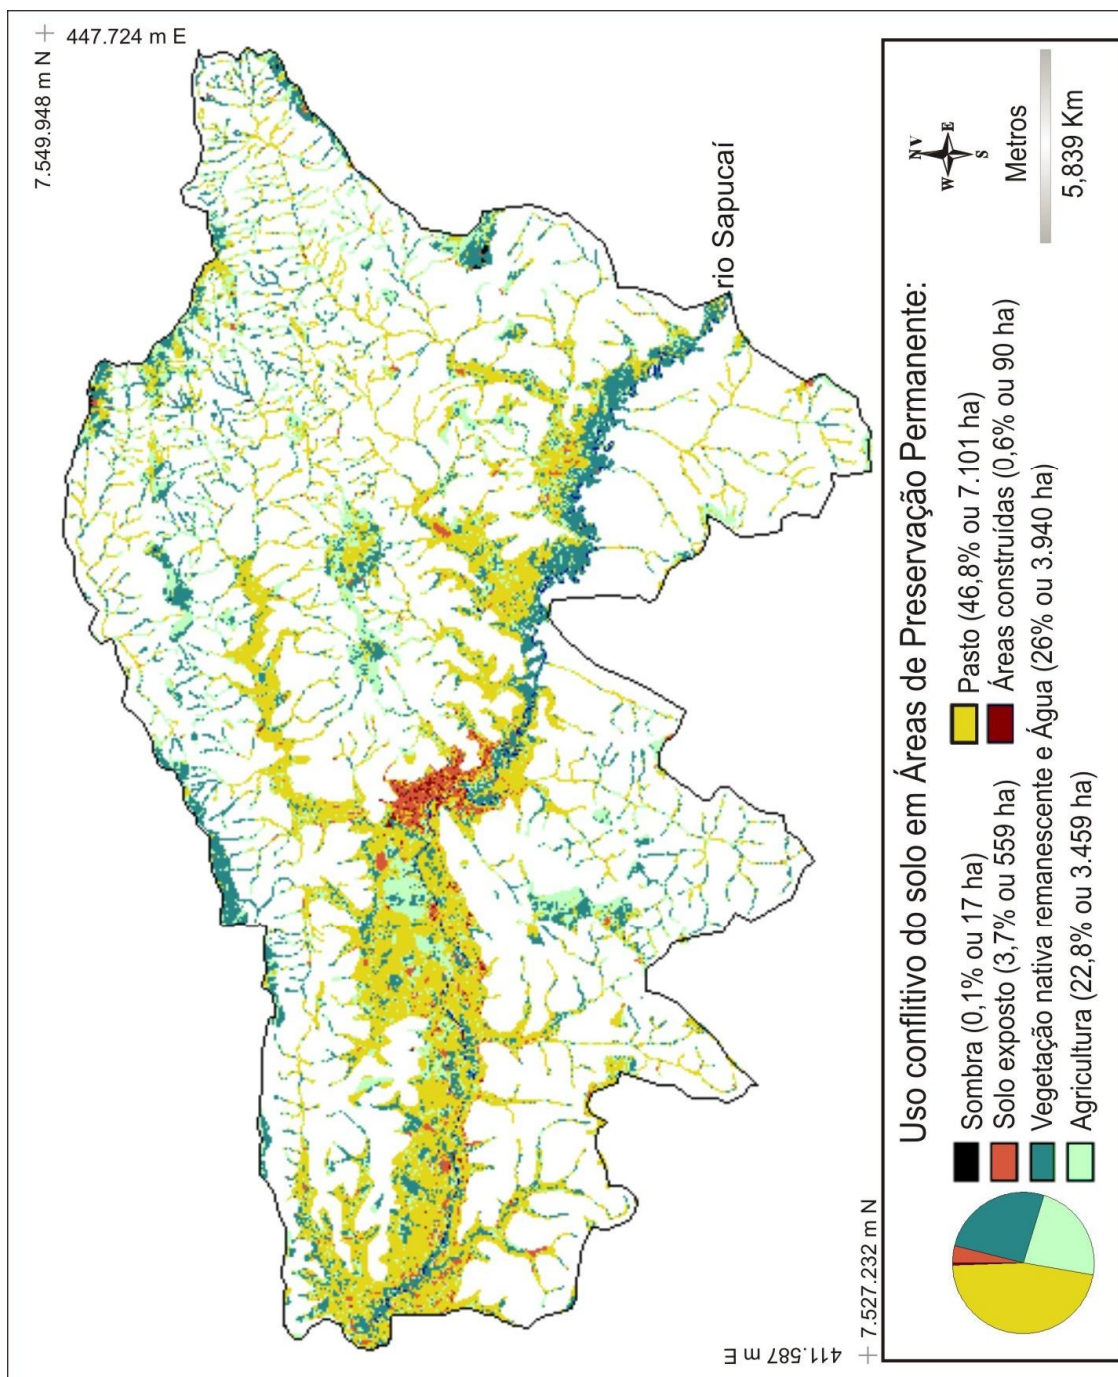 7.549.948 m N
447.724 m E
rio Sapucaí
411.587 m E
7.527.232 m N
Uso conflitivo do solo em Áreas de Preservação Permanente:
Sombra (0,1% ou 17 ha)
Solo exposto (3,7% ou 559 ha)
Vegetação nativa remanescente e Água (26% ou 3.940 ha)
Agricultura (22,8% ou 3.459 ha)
Pasto (46,8% ou 7.101 ha)
Áreas construídas (0,6% ou 90 ha)
NV
W E
S
Metros
5,839 Km